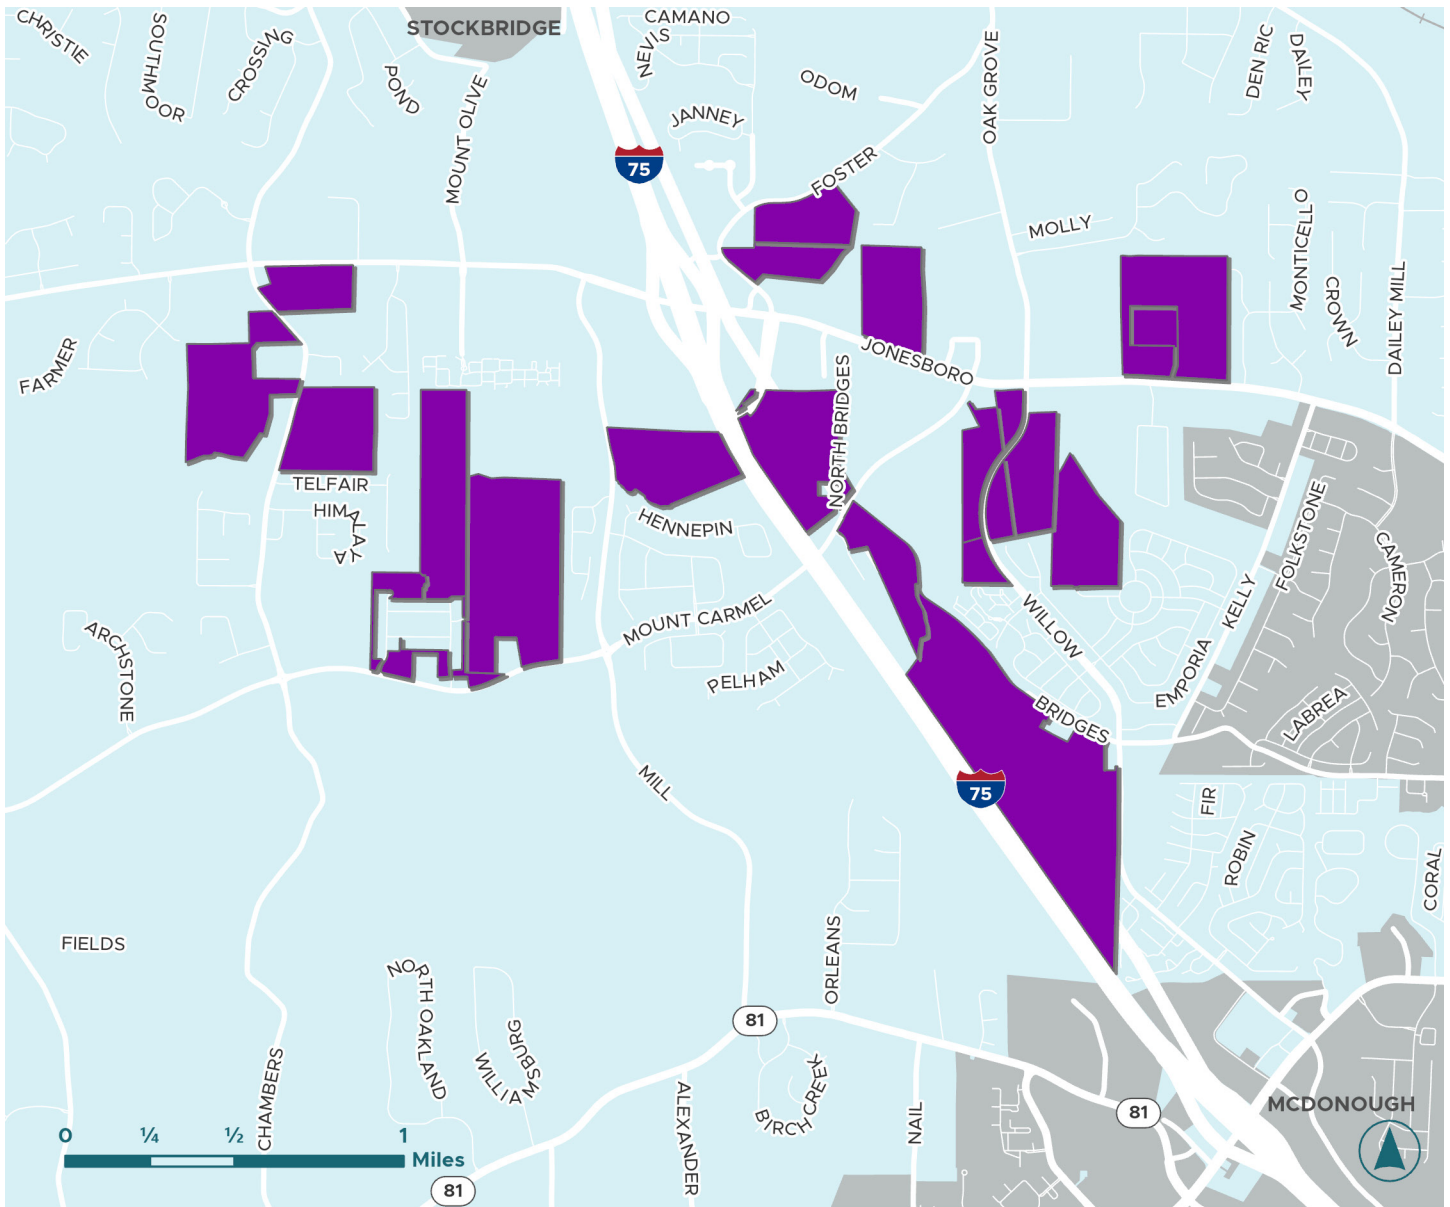 STOCKBRIDGE
CAMANO
CHRISTIE
SOUTHMOOR
CROSSING
POND
MOUNT OLIVE
NEVIS
JANNEY
ODOM
OAK GROVE
DEN RIC
DAILEY
75
FOSTER
MOLLY
MONTICELLO
CROWN
DAILEY MILL
FARMER
JONESBORO
NORTH BRIDGES
TELFAIR
HIMALAYA
HENNEPIN
FOLKSTONE
CAMERON
KELLY
MOUNT CARMEL
WILLOW
ARCHSTONE
PELHAM
EMPORIA
BRIDGES
LABREA
MILL
75
FIR
ROBIN
CORAL
FIELDS
NORTH OAKLAND
WILLIAMSBURG
ORLEANS
81
CHAMBERS
ALEXANDER
BIRCH CREEK
NAIL
81
MCDONOUGH
0 ¼ ½ 1
Miles
81